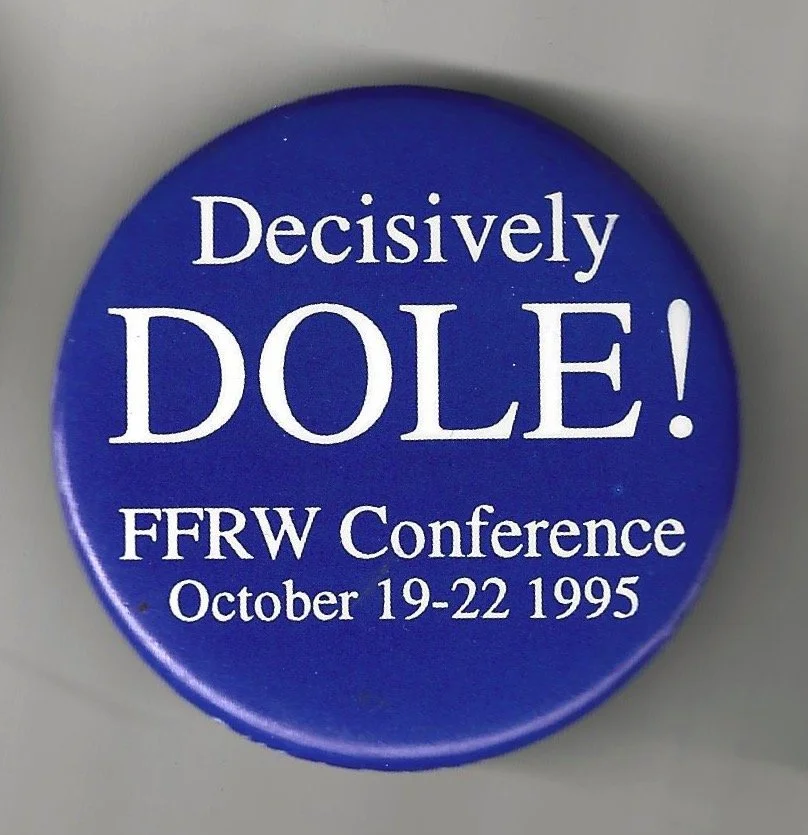 Decisively
DOLE!
FFRW Conference
October 19-22 1995